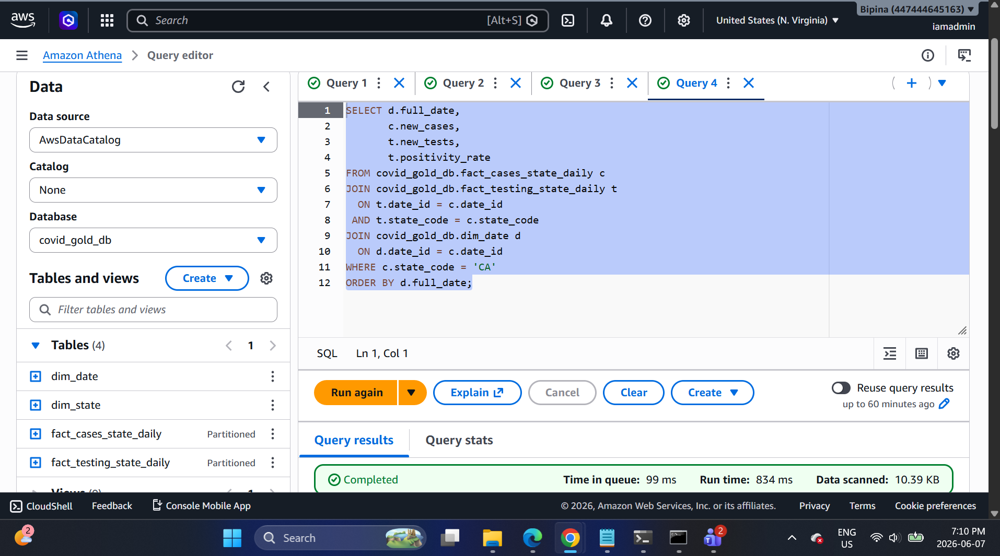 aws
Search
[Alt+S]
United States (N. Virginia)
Bipina (447444645163)
iamadmin
Amazon Athena
Query editor
Data
Data source
AwsDataCatalog
Catalog
None
Database
covid_gold_db
Tables and views
Create
Filter tables and views
Tables (4)
1
dim_date
dim_state
fact_cases_state_daily Partitioned
fact_testing_state_daily Partitioned
Views (0)
1
Query 1
Query 2
Query 3
Query 4
1 SELECT d.full_date,
2 c.new_cases,
3 t.new_tests,
4 t.positivity_rate
5 FROM covid_gold_db.fact_cases_state_daily c
6 JOIN covid_gold_db.fact_testing_state_daily t
7 ON t.date_id = c.date_id
8 AND t.state_code = c.state_code
9 JOIN covid_gold_db.dim_date d
10 ON d.date_id = c.date_id
11 WHERE c.state_code = 'CA'
12 ORDER BY d.full_date;
SQL Ln 1, Col 1
Run again
Explain
Cancel
Clear
Create
Reuse query results
up to 60 minutes ago
Query results
Query stats
Completed
Time in queue: 99 ms
Run time: 834 ms
Data scanned: 10.39 KB
CloudShell
Feedback
Console Mobile App
© 2026, Amazon Web Services, Inc. or its affiliates.
Privacy
Terms
Cookie preferences
2
Search
T
2
ENG
US
7:10 PM
2026-06-07